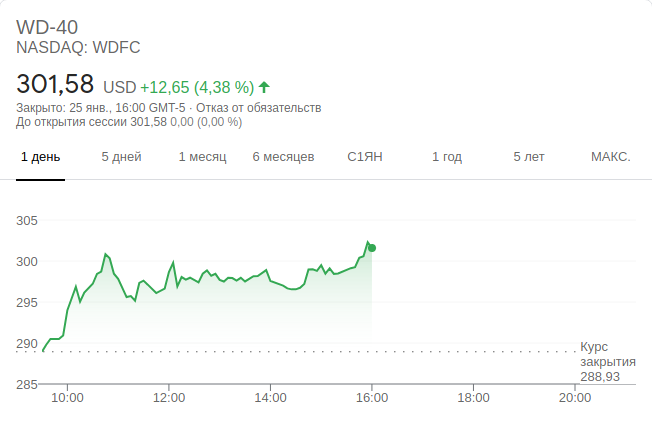 WD-40
NASDAQ: WDFC
301,58 USD +12,65 (4,38 %)
Закрыто: 25 янв., 16:00 GMT-5 · Отказ от обязательств
До открытия сессии 301,58 0,00 (0,00 %)
1 день 5 дней 1 месяц 6 месяцев С1ЯН 1 год 5 лет МАКС.
305
300
295
290
Курс
закрытия
288,93
285
10:00 12:00 14:00 16:00 18:00 20:00